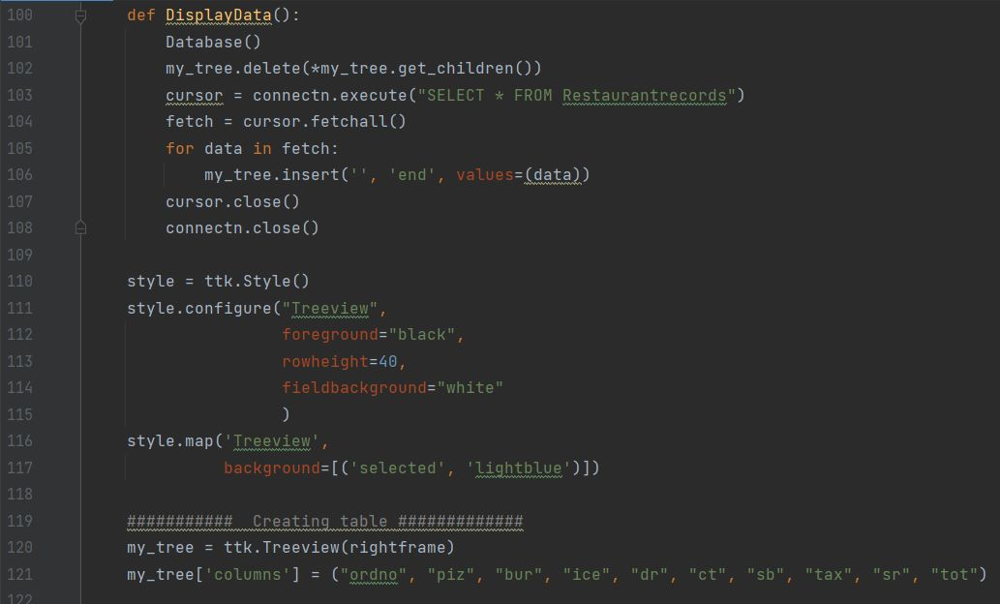 100 def DisplayData():
101 Database()
102 my_tree.delete(*my_tree.get_children())
103 cursor = connectn.execute("SELECT * FROM Restaurantrecords")
104 fetch = cursor.fetchall()
105 for data in fetch:
106 my_tree.insert('', 'end', values=(data))
107 cursor.close()
108 connectn.close()
109
110 style = ttk.Style()
111 style.configure("Treeview",
112 foreground="black",
113 rowheight=40,
114 fieldbackground="white"
115 )
116 style.map('Treeview',
117 background=[('selected', 'lightblue')])
118
119 ########### Creating table #############
120 my_tree = ttk.Treeview(rightframe)
121 my_tree['columns'] = ("ordno", "piz", "bur", "ice", "dr", "ct", "sb", "tax", "sr", "tot")
122